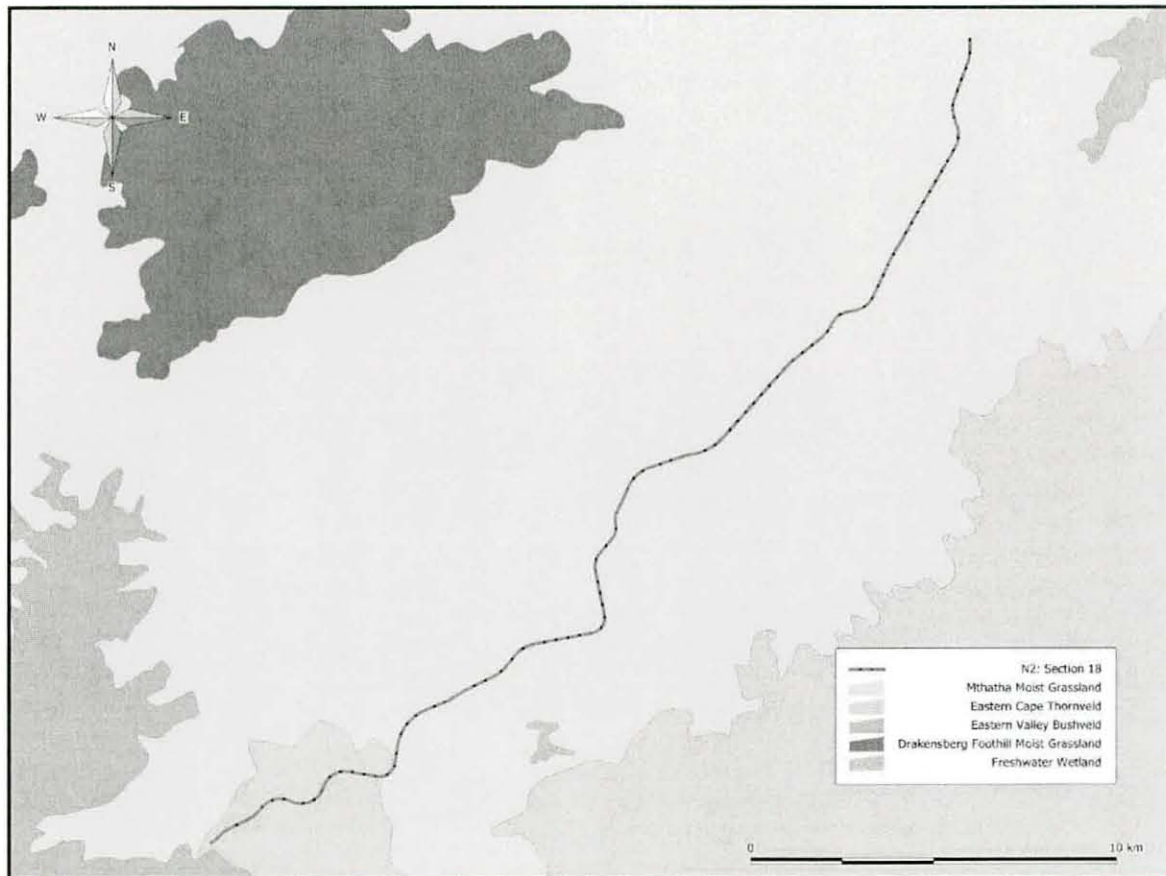 N
W E
S
N2: Section 18
Mthatha Moist Grassland
Eastern Cape Thornveld
Eastern Valley Bushveld
Drakensberg Foothill Moist Grassland
Freshwater Wetland
0 10 km